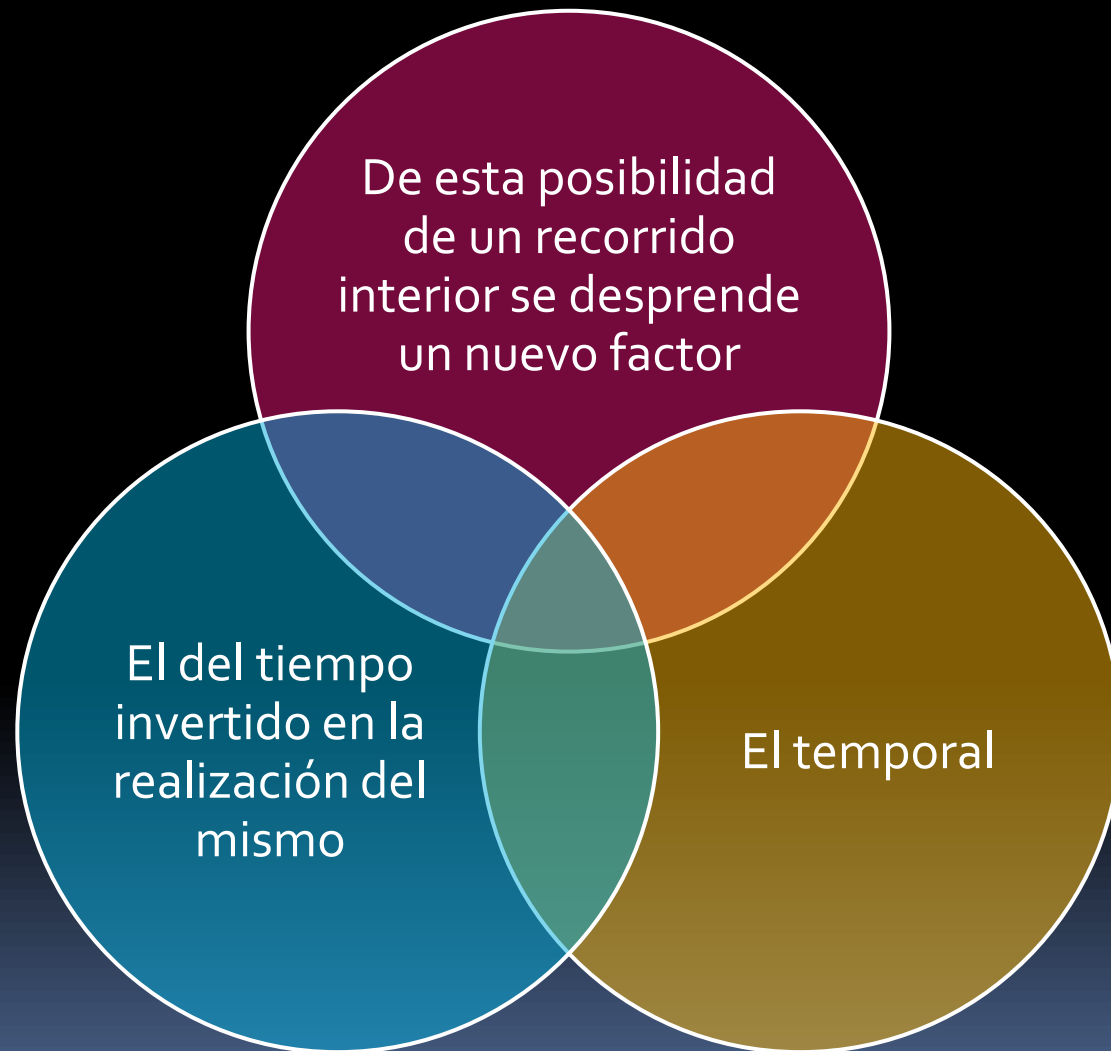 De esta posibilidad
de un recorrido
interior se desprende
un nuevo factor
El temporal
El del tiempo
invertido en la
realización del
mismo